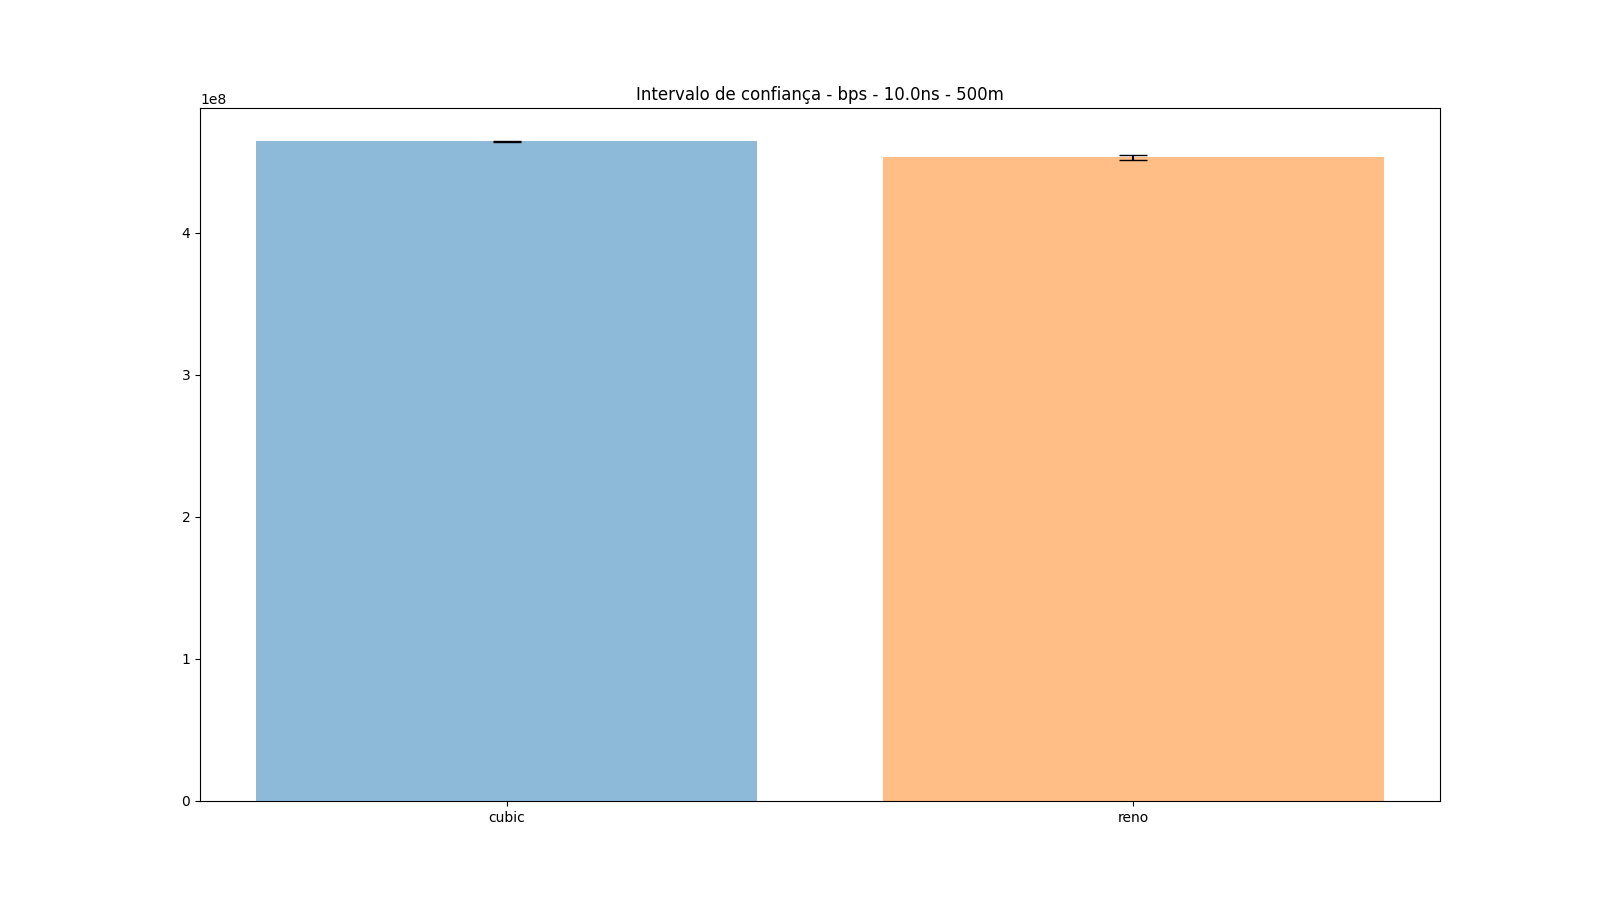 Intervalo de confiança - bps - 10.0ns - 500m
1e8
4
3
2
1
0
cubic
reno